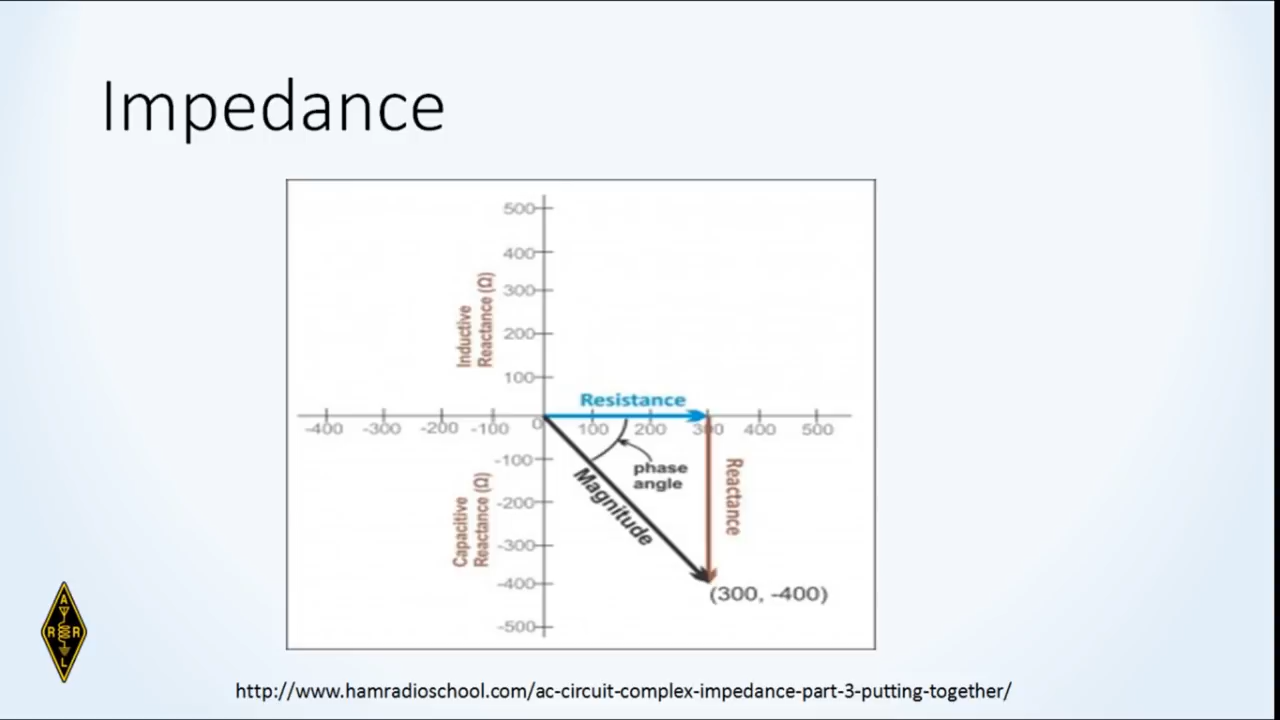 Impedance
500
400
300
200
100
Inductive
Reactance (Ω)
Resistance
-400 -300 -200 -100 0 100 200 300 400 500
-100
-200
-300
-400
-500
Capacitive
Reactance (Ω)
phase
angle
Magnitude
Reactance
(300, -400)
A
R R
L
http://www.hamradioschool.com/ac-circuit-complex-impedance-part-3-putting-together/